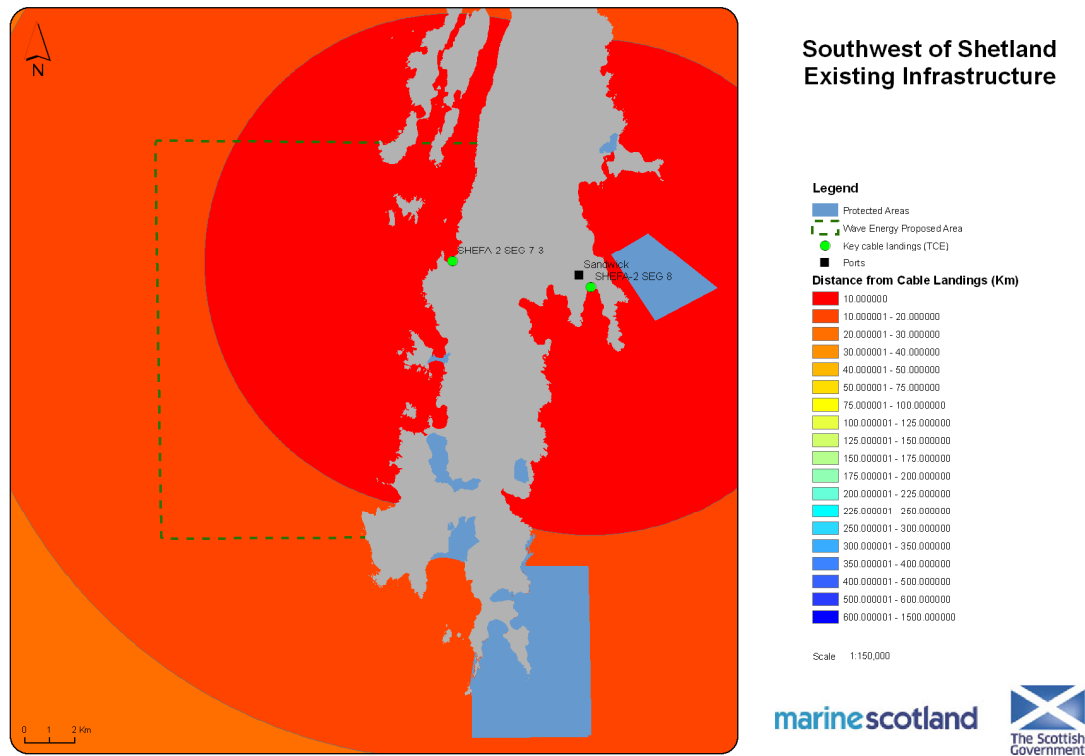 Southwest of Shetland
Existing Infrastructure
N
SHEFA 2 SEG 7 3
Sandwick
SHEFA-2 SEG 8
0 1 2 Km
Legend
Protected Areas
Wave Energy Proposed Area
Key cable landings (TCE)
Ports
Distance from Cable Landings (Km)
10.000000
10.000001 - 20.000000
20.000001 - 30.000000
30.000001 - 40.000000
40.000001 - 50.000000
50.000001 - 75.000000
75.000001 - 100.000000
100.000001 - 125.000000
125.000001 - 150.000000
150.000001 - 175.000000
175.000001 - 200.000000
200.000001 - 225.000000
226.000001 260.000000
250.000001 - 300.000000
300.000001 - 350.000000
350.000001 - 400.000000
400.000001 - 500.000000
500.000001 - 600.000000
600.000001 - 1500.000000
Scale 1:150,000
marinescotland
The Scottish
Government